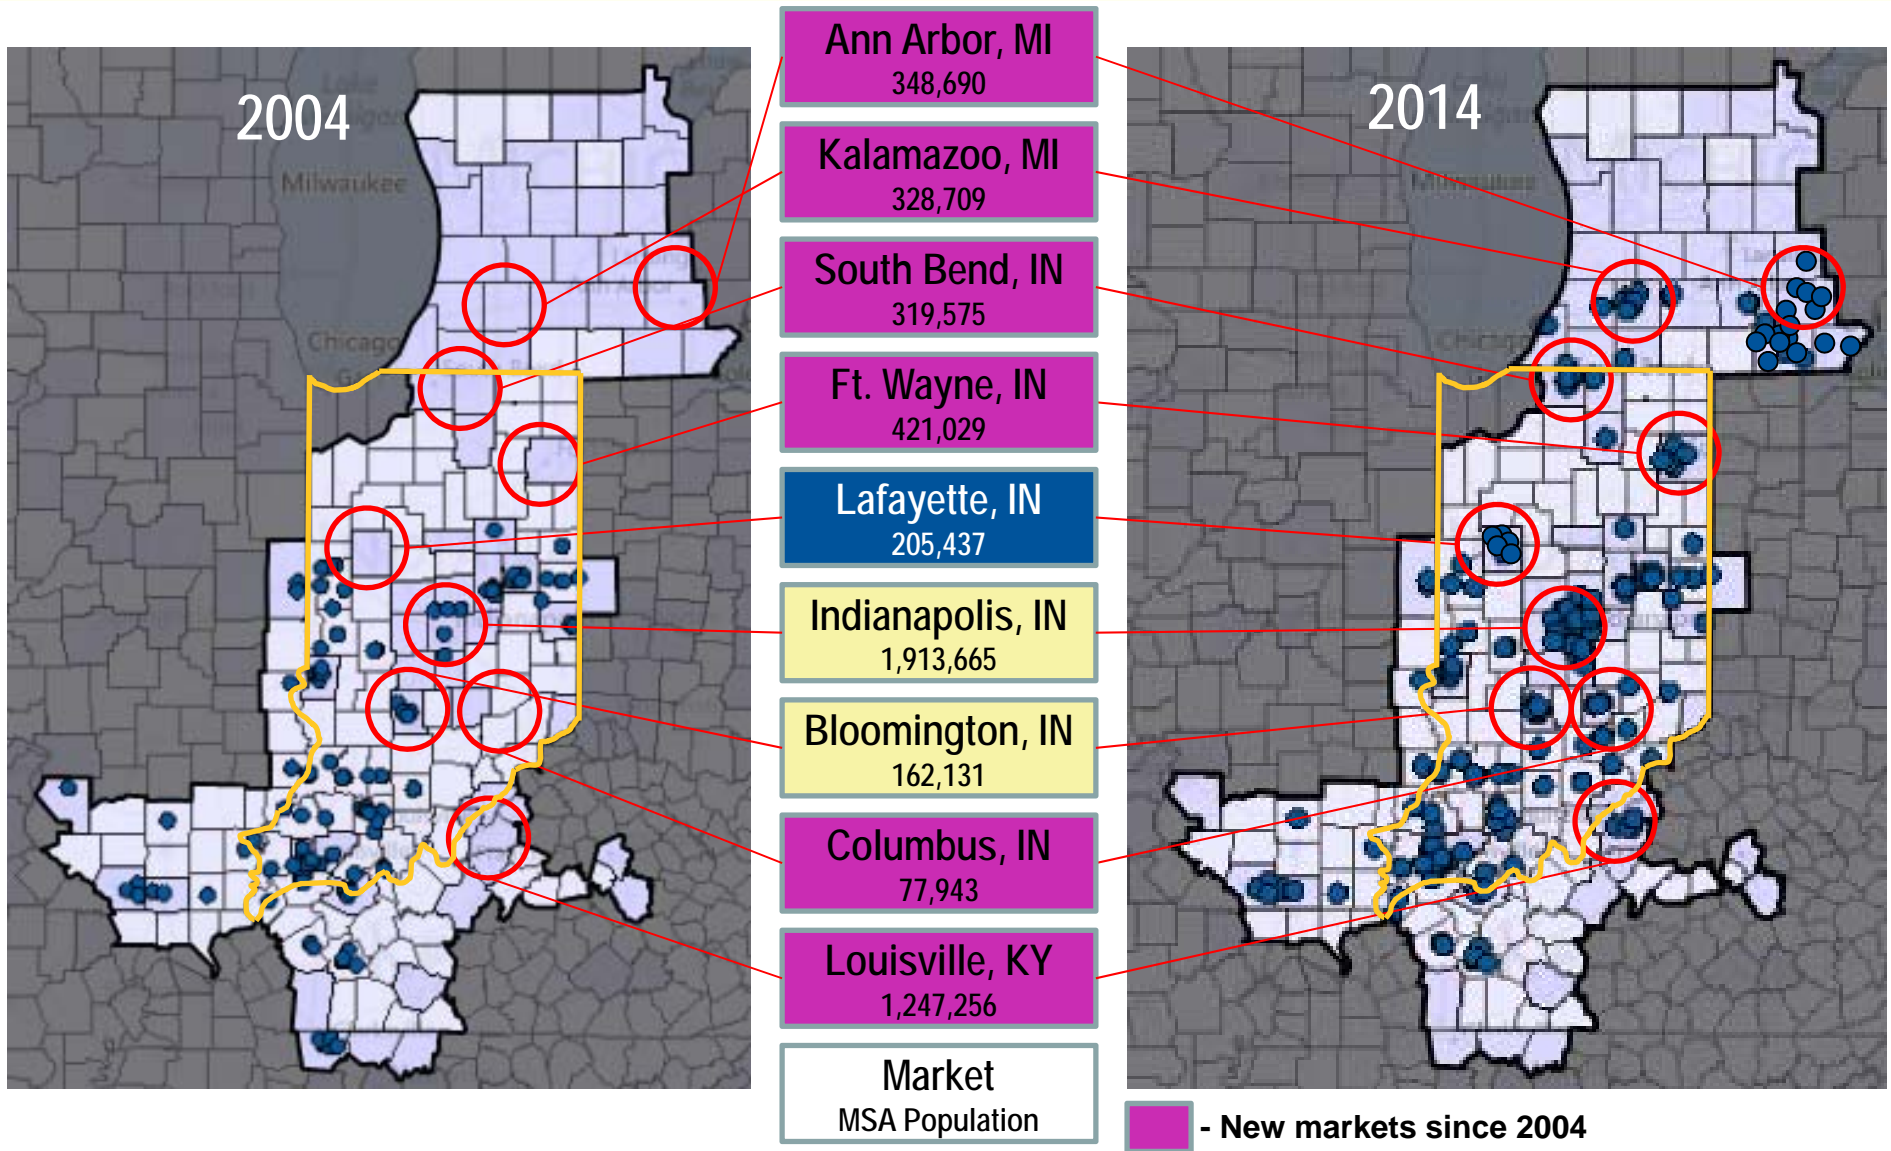 2004
Milwaukee
Chicago
Ann Arbor, MI
348,690
Kalamazoo, MI
328,709
South Bend, IN
319,575
Ft. Wayne, IN
421,029
Lafayette, IN
205,437
Indianapolis, IN
1,913,665
Bloomington, IN
162,131
Columbus, IN
77,943
Louisville, KY
1,247,256
Market
MSA Population
2014
Milwaukee
- New markets since 2004